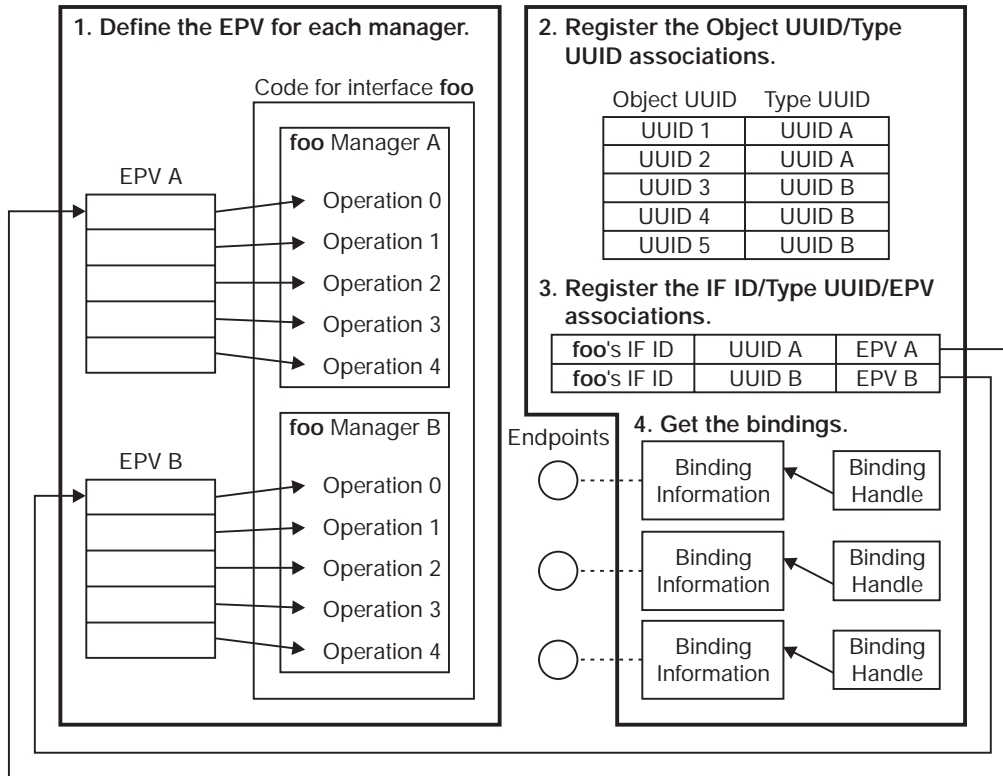 1. Define the EPV for each manager.
Code for interface foo
foo Manager A
EPV A
Operation 0
Operation 1
Operation 2
Operation 3
Operation 4
foo Manager B
EPV B
Operation 0
Operation 1
Operation 2
Operation 3
Operation 4
2. Register the Object UUID/Type
UUID associations.
Object UUID Type UUID
UUID 1 UUID A
UUID 2 UUID A
UUID 3 UUID B
UUID 4 UUID B
UUID 5 UUID B
3. Register the IF ID/Type UUID/EPV
associations.
foo's IF ID UUID A EPV A
foo's IF ID UUID B EPV B
4. Get the bindings.
Endpoints
Binding
Information
Binding
Handle
Binding
Information
Binding
Handle
Binding
Information
Binding
Handle